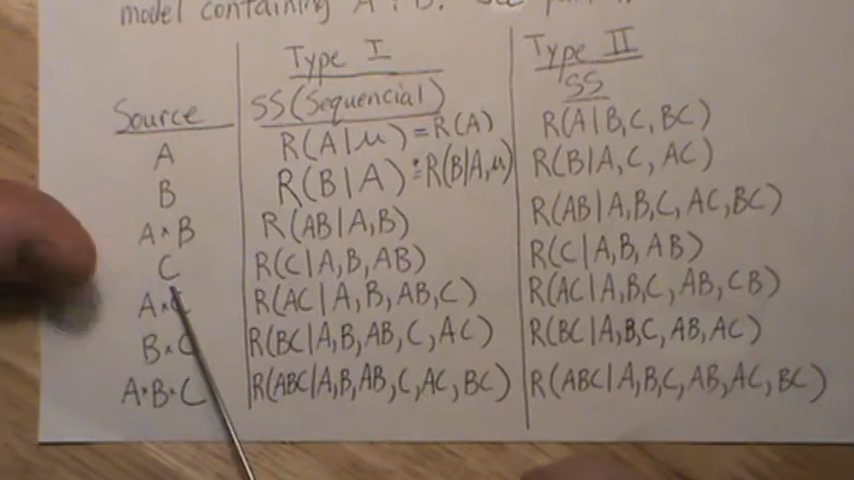 model containing
Type I Type II
Source SS (Sequencial) SS
A R(A|μ) = R(A) R(A|B,C,BC)
B R(B|A) = R(B|A,μ) R(B|A,C,AC)
A*B R(AB|A,B) R(AB|A,B,C,AC,BC)
C R(C|A,B,AB) R(C|A,B,AB)
A*C R(AC|A,B,AB,C) R(AC|A,B,C,AB,CB)
B*C R(BC|A,B,AB,C,AC) R(BC|A,B,C,AB,AC)
A*B*C R(ABC|A,B,AB,C,AC,BC) R(ABC|A,B,C,AB,AC,BC)